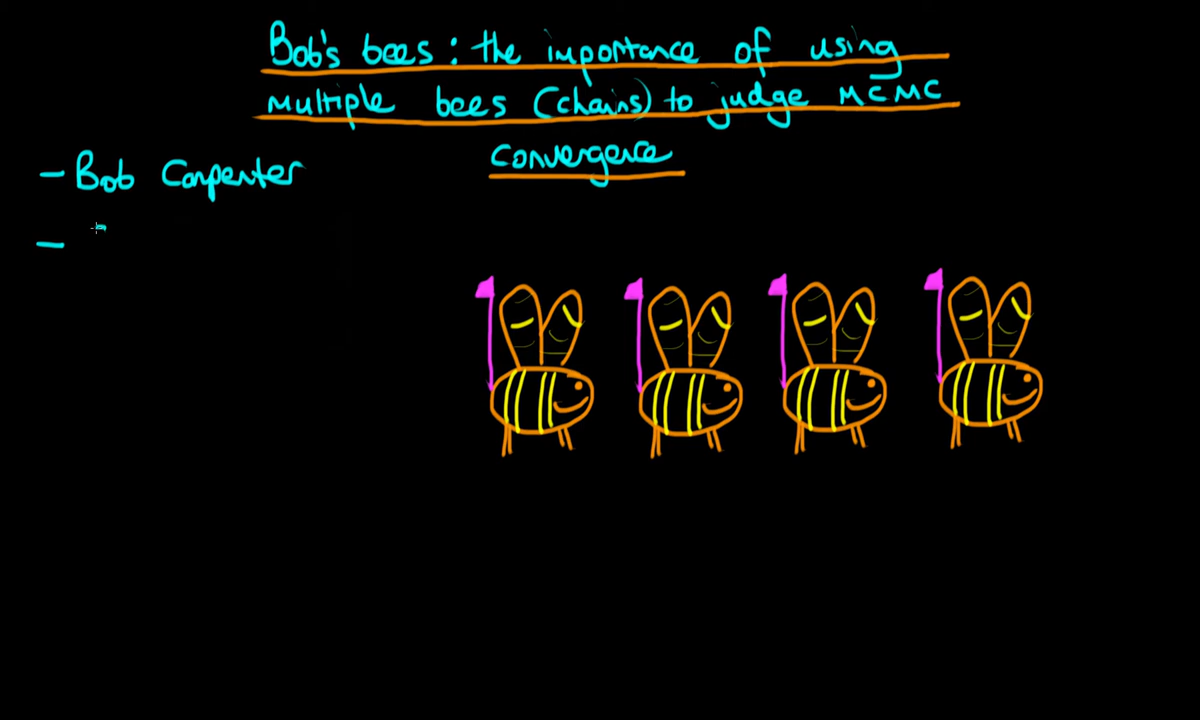 Bob's bees : the importance of using
multiple bees (chains) to judge MCMC
convergence
- Bob Carpenter
-